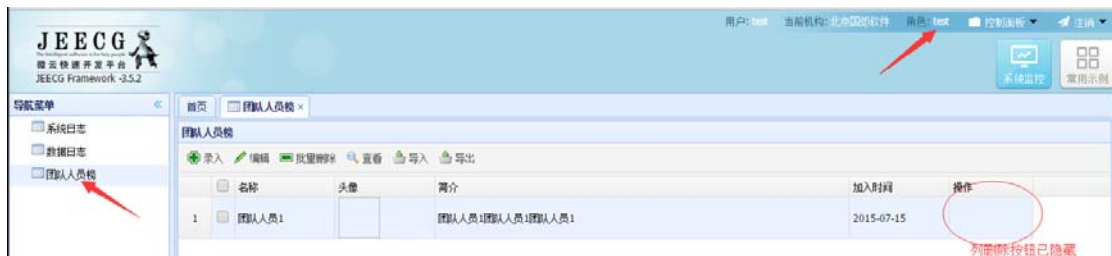 用户: test 当前机构: 北京国炬软件 角色: test 控制面板 注销
JEECG
微云快速开发平台
JEECG Framework -3.5.2
系统监控
常用示例
导航菜单
首页
团队人员榜
系统日志
数据日志
团队人员榜
团队人员榜
录入 编辑 批量删除 查看 导入 导出
名称 头像 简介 加入时间 操作
1 团队人员1 团队人员1团队人员1团队人员1 2015-07-15
列删除按钮已隐藏